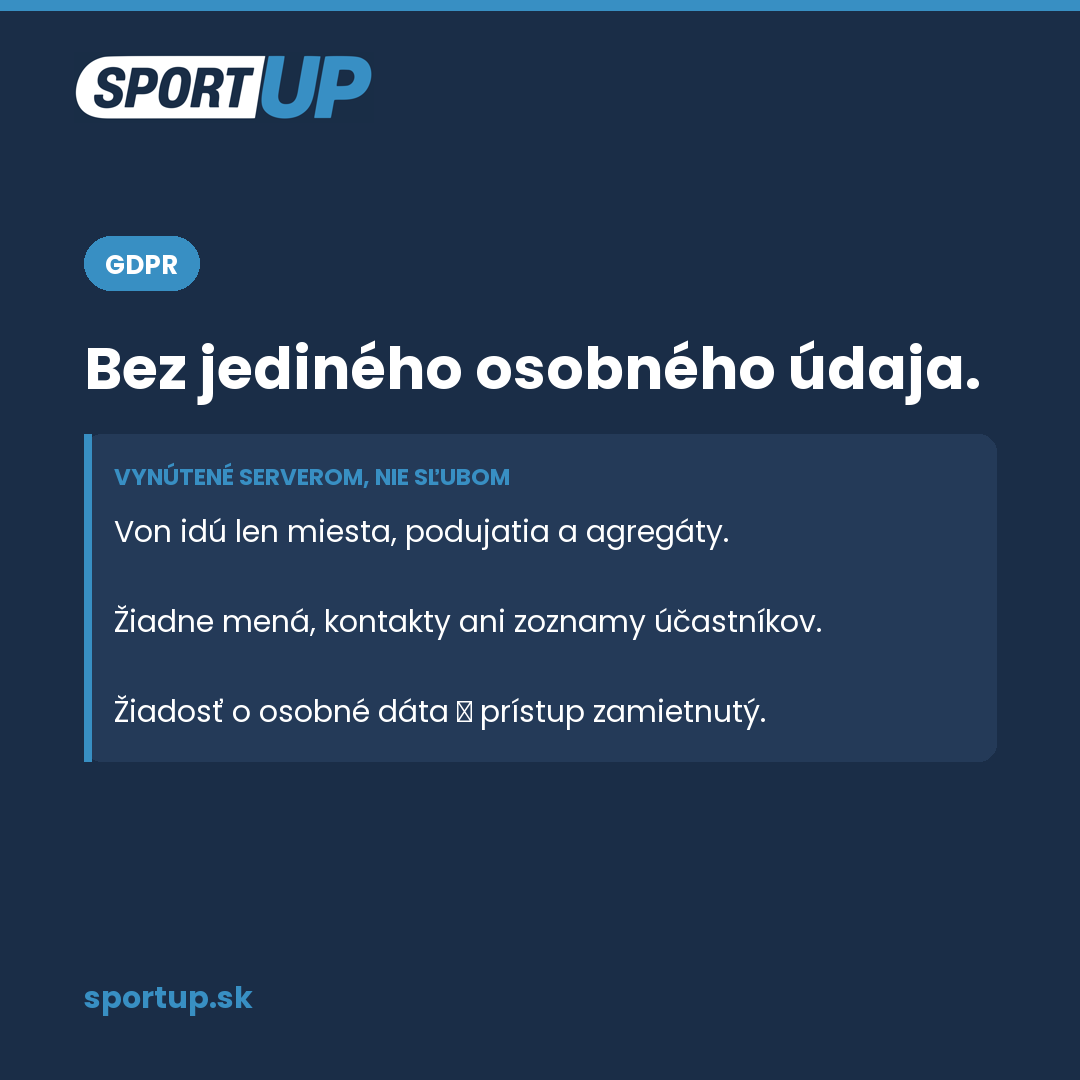 SPORTUP
GDPR
Bez jediného osobného údaja.
VYNÚTENÉ SERVEROM, NIE SĽUBOM
Von idú len miesta, podujatia a agregáty.
Žiadne mená, kontakty ani zoznamy účastníkov.
Žiadosť o osobné dáta prístup zamietnutý.
sportup.sk